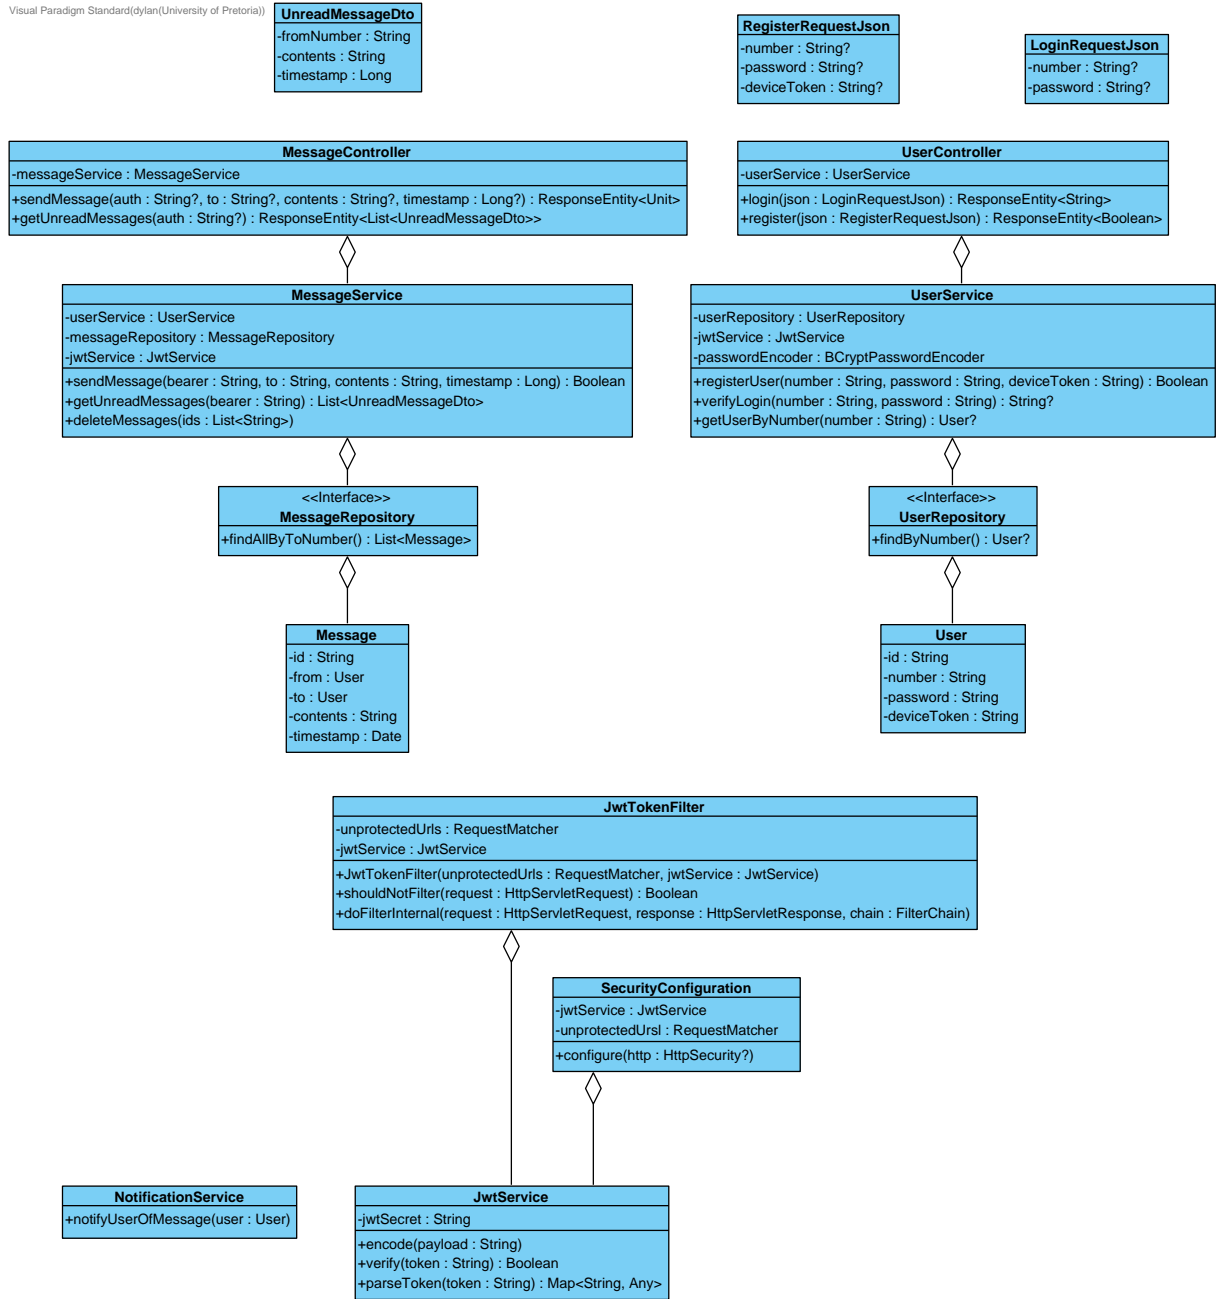 Visual Paradigm Standard(dylan(University of Pretoria))
UnreadMessageDto
-fromNumber : String
-contents : String
-timestamp : Long
RegisterRequestJson
-number : String?
-password : String?
-deviceToken : String?
LoginRequestJson
-number : String?
-password : String?
MessageController
-messageService : MessageService
+sendMessage(auth : String?, to : String?, contents : String?, timestamp : Long?) : ResponseEntity<Unit>
+getUnreadMessages(auth : String?) : ResponseEntity<List<UnreadMessageDto>>
UserController
-userService : UserService
+login(json : LoginRequestJson) : ResponseEntity<String>
+register(json : RegisterRequestJson) : ResponseEntity<Boolean>
MessageService
-userService : UserService
-messageRepository : MessageRepository
-jwtService : JwtService
+sendMessage(bearer : String, to : String, contents : String, timestamp : Long) : Boolean
+getUnreadMessages(bearer : String) : List<UnreadMessageDto>
+deleteMessages(ids : List<String>)
UserService
-userRepository : UserRepository
-jwtService : JwtService
-passwordEncoder : BCryptPasswordEncoder
+registerUser(number : String, password : String, deviceToken : String) : Boolean
+verifyLogin(number : String, password : String) : String?
+getUserByNumber(number : String) : User?
<<Interface>>
MessageRepository
+findAllByToNumber() : List<Message>
<<Interface>>
UserRepository
+findByNumber() : User?
Message
-id : String
-from : User
-to : User
-contents : String
-timestamp : Date
User
-id : String
-number : String
-password : String
-deviceToken : String
JwtTokenFilter
-unprotectedUrls : RequestMatcher
-jwtService : JwtService
+JwtTokenFilter(unprotectedUrls : RequestMatcher, jwtService : JwtService)
+shouldNotFilter(request : HttpServletRequest) : Boolean
+doFilterInternal(request : HttpServletRequest, response : HttpServletResponse, chain : FilterChain)
SecurityConfiguration
-jwtService : JwtService
-unprotectedUrsl : RequestMatcher
+configure(http : HttpSecurity?)
NotificationService
+notifyUserOfMessage(user : User)
JwtService
-jwtSecret : String
+encode(payload : String)
+verify(token : String) : Boolean
+parseToken(token : String) : Map<String, Any>